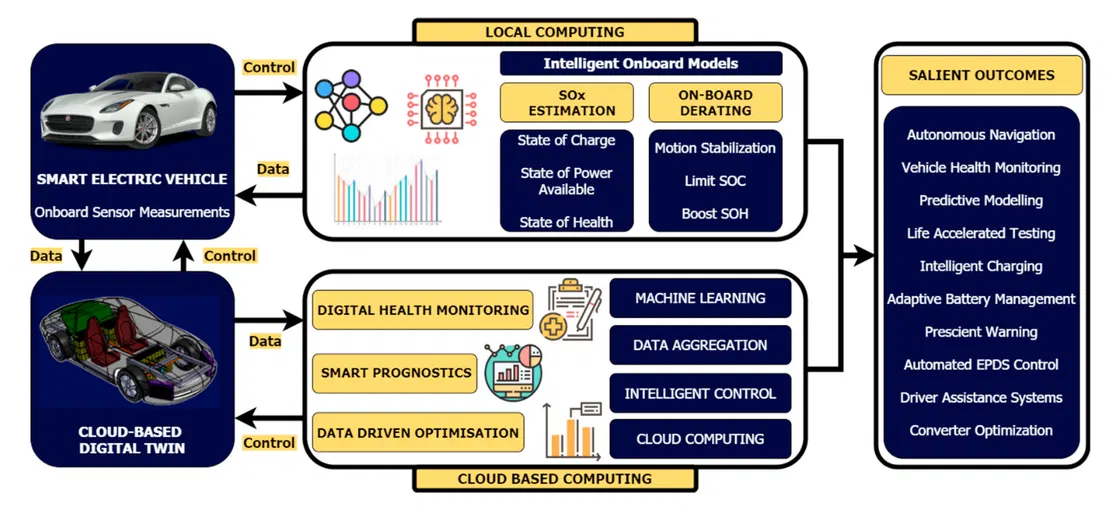 LOCAL COMPUTING
Control
Data
SMART ELECTRIC VEHICLE
Onboard Sensor Measurements
Data
Control
CLOUD-BASED
DIGITAL TWIN
Intelligent Onboard Models
SOx
ESTIMATION
State of Charge
State of Power
Available
State of Health
ON-BOARD
DERATING
Motion Stabilization
Limit SOC
Boost SOH
Data
Control
DIGITAL HEALTH MONITORING
SMART PROGNOSTICS
DATA DRIVEN OPTIMISATION
MACHINE LEARNING
DATA AGGREGATION
INTELLIGENT CONTROL
CLOUD COMPUTING
CLOUD BASED COMPUTING
SALIENT OUTCOMES
Autonomous Navigation
Vehicle Health Monitoring
Predictive Modelling
Life Accelerated Testing
Intelligent Charging
Adaptive Battery Management
Prescient Warning
Automated EPDS Control
Driver Assistance Systems
Converter Optimization